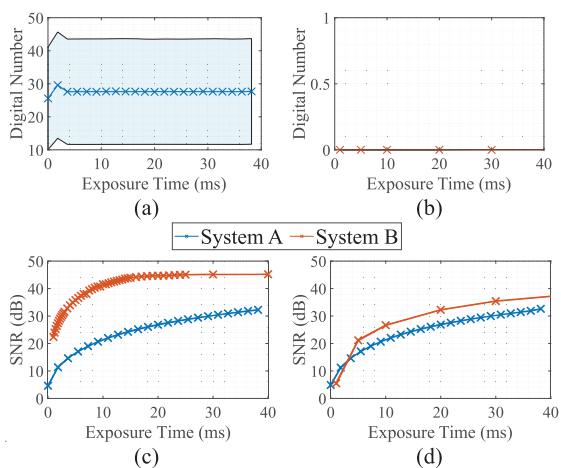 50
40
30
20
10
Digital Number
0 10 20 30 40
Exposure Time (ms)
(a)
1
0.5
0
Digital Number
0 10 20 30 40
Exposure Time (ms)
(b)
System A System B
50
40
30
20
10
0
SNR (dB)
0 10 20 30 40
Exposure Time (ms)
(c)
50
40
30
20
10
0
SNR (dB)
0 10 20 30 40
Exposure Time (ms)
(d)